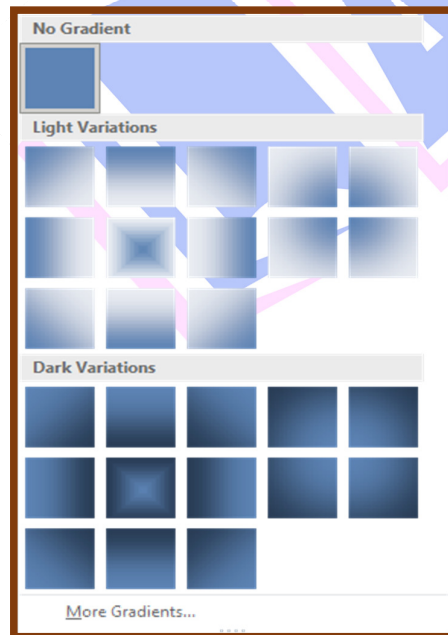 No Gradient
Light Variations
Dark Variations
More Gradients...